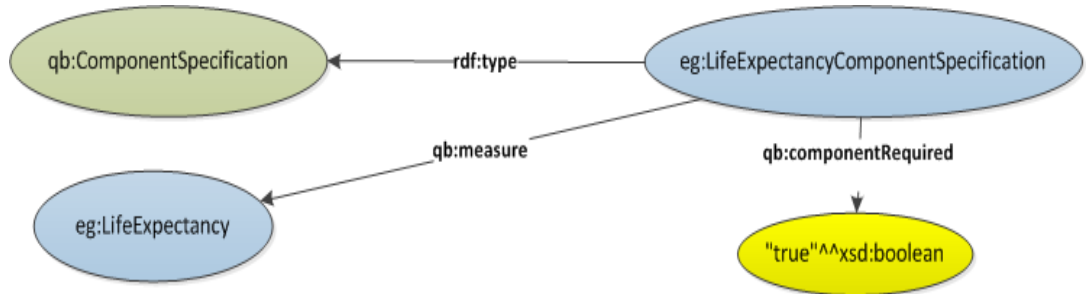 qb:ComponentSpecification
rdf:type
eg:LifeExpectancyComponentSpecification
qb:measure
qb:componentRequired
eg:LifeExpectancy
"true"^^xsd:boolean